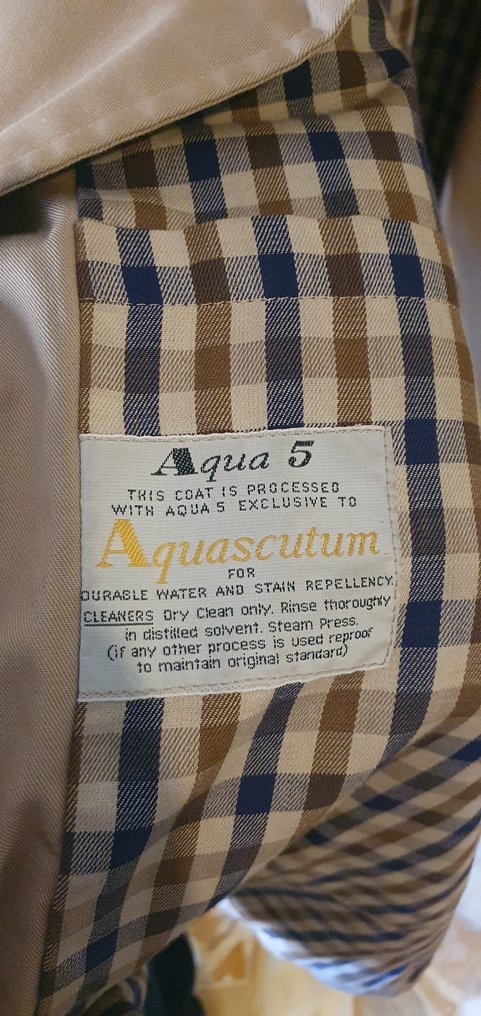 Aqua 5
THIS COAT IS PROCESSED
WITH AQUA 5 EXCLUSIVE TO
Aquascutum
FOR
DURABLE WATER AND STAIN REPELLENCY.
CLEANERS Dry Clean only. Rinse thoroughly
in distilled solvent. Steam Press.
(if any other process is used reproof
to maintain original standard)